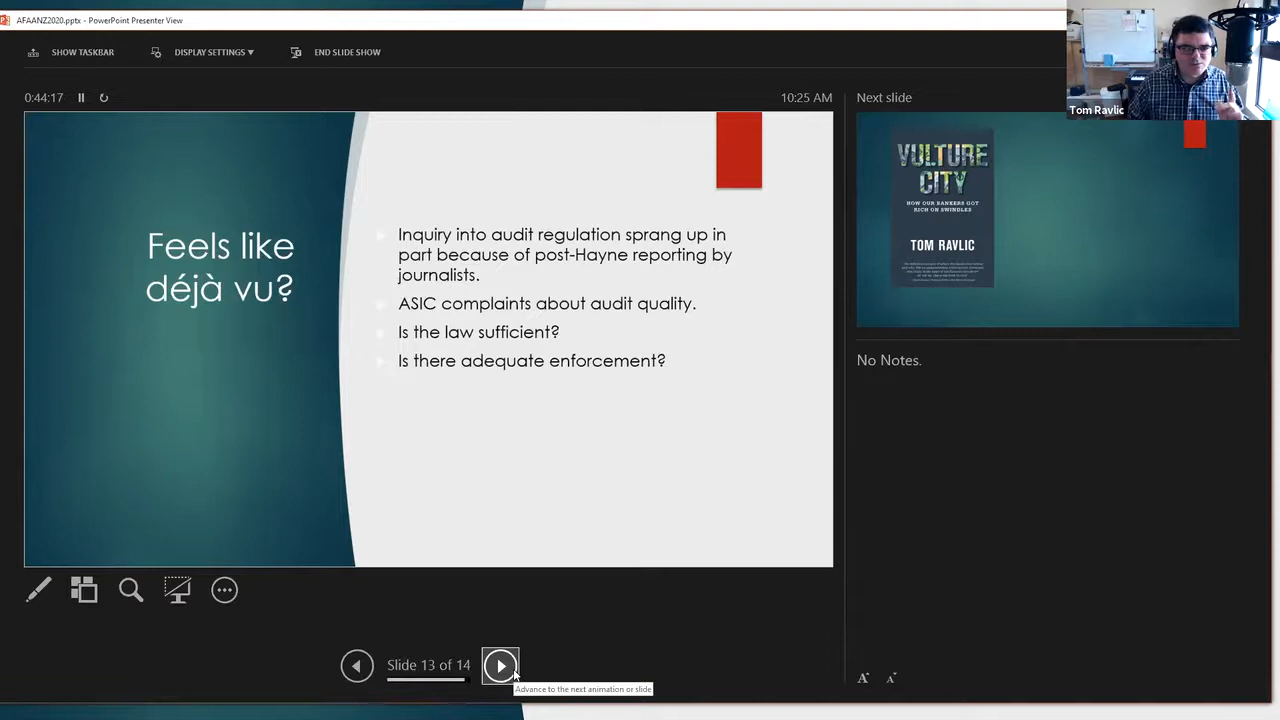 AFAANZ2020.pptx - PowerPoint Presenter View
SHOW TASKBAR
DISPLAY SETTINGS
END SLIDE SHOW
Tom Ravlic
0:44:17
10:25 AM
Feels like
déjà vu?
Inquiry into audit regulation sprang up in
part because of post-Hayne reporting by
journalists.
ASIC complaints about audit quality.
Is the law sufficient?
Is there adequate enforcement?
Next slide
VULTURE
CITY
HOW OUR BANKERS GOT
RICH ON SWINDLES
TOM RAVLIC
No Notes.
Slide 13 of 14
Advance to the next animation or slide
A A